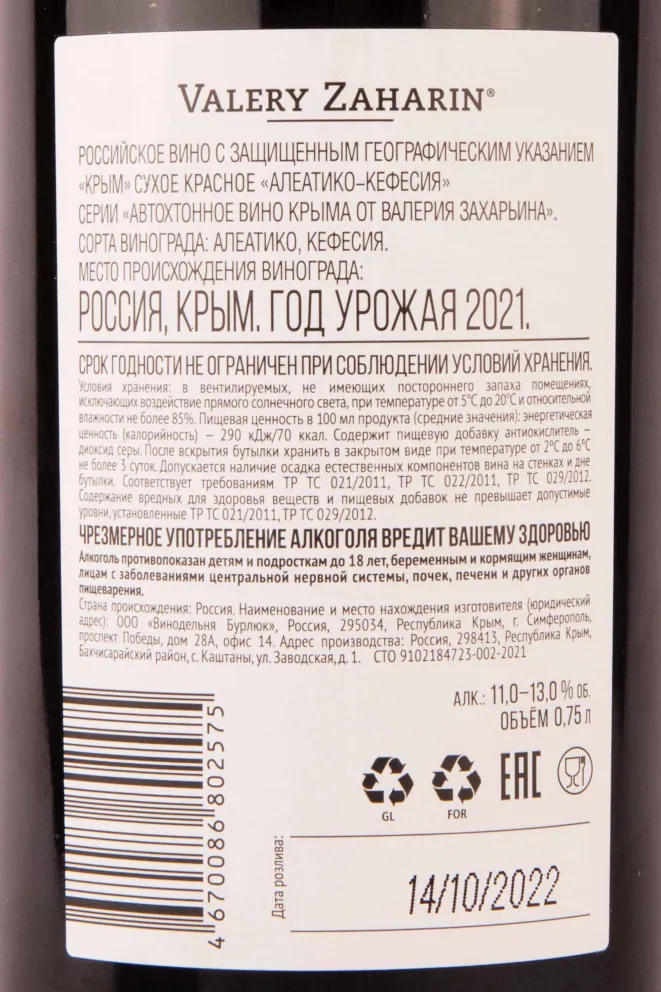 VALERY ZAHARIN®
РОССИЙСКОЕ ВИНО С ЗАЩИЩЕННЫМ ГЕОГРАФИЧЕСКИМ УКАЗАНИЕМ
«КРЫМ» СУХОЕ КРАСНОЕ «АЛЕАТИКО–КЕФЕСИЯ»
СЕРИИ «АВТОХТОННОЕ ВИНО КРЫМА ОТ ВАЛЕРИЯ ЗАХАРЬИНА».
СОРТА ВИНОГРАДА: АЛЕАТИКО, КЕФЕСИЯ.
МЕСТО ПРОИСХОЖДЕНИЯ ВИНОГРАДА:
РОССИЯ, КРЫМ. ГОД УРОЖАЯ 2021.
СРОК ГОДНОСТИ НЕ ОГРАНИЧЕН ПРИ СОБЛЮДЕНИИ УСЛОВИЙ ХРАНЕНИЯ.
Условия хранения: в вентилируемых, не имеющих постороннего запаха помещениях,
исключающих воздействие прямого солнечного света, при температуре от 5°С до 20°С и относительной
влажности не более 85%. Пищевая ценность в 100 мл продукта (средние значения): энергетическая
ценность (калорийность) – 290 кДж/70 ккал. Содержит пищевую добавку антиокислитель –
диоксид серы. После вскрытия бутылки хранить в закрытом виде при температуре от 2°С до 6°С
не более 3 суток. Допускается наличие осадка естественных компонентов вина на стенках и дне
бутылки. Соответствует требованиям ТР ТС 021/2011, ТР ТС 022/2011, ТР ТС 029/2012.
Содержание вредных для здоровья веществ и пищевых добавок не превышает допустимые
уровни, установленные ТР ТС 021/2011, ТР ТС 029/2012.
ЧРЕЗМЕРНОЕ УПОТРЕБЛЕНИЕ АЛКОГОЛЯ ВРЕДИТ ВАШЕМУ ЗДОРОВЬЮ
Алкоголь противопоказан детям и подросткам до 18 лет, беременным и кормящим женщинам,
лицам с заболеваниями центральной нервной системы, почек, печени и других органов
пищеварения.
Страна происхождения: Россия. Наименование и место нахождения изготовителя (юридический
адрес): ООО «Винодельня Бурлюк», Россия, 295034, Республика Крым, г. Симферополь,
проспект Победы, дом 28А, офис 14. Адрес производства: Россия, 298413, Республика Крым,
Бахчисарайский район, с. Каштаны, ул. Заводская, д. 1. СТО 9102184723-002-2021
АЛК.: 11,0–13,0 % ОБ.
ОБЪЁМ 0,75 л
GL
FOR
EAC
4 670086 802575
Дата розлива:
14/10/2022